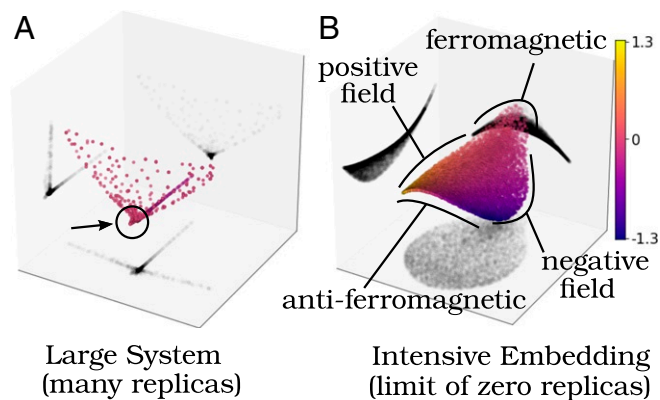 A
B
ferromagnetic
positive
field
1.3
0
-1.3
negative
field
anti-ferromagnetic
Large System
(many replicas)
Intensive Embedding
(limit of zero replicas)